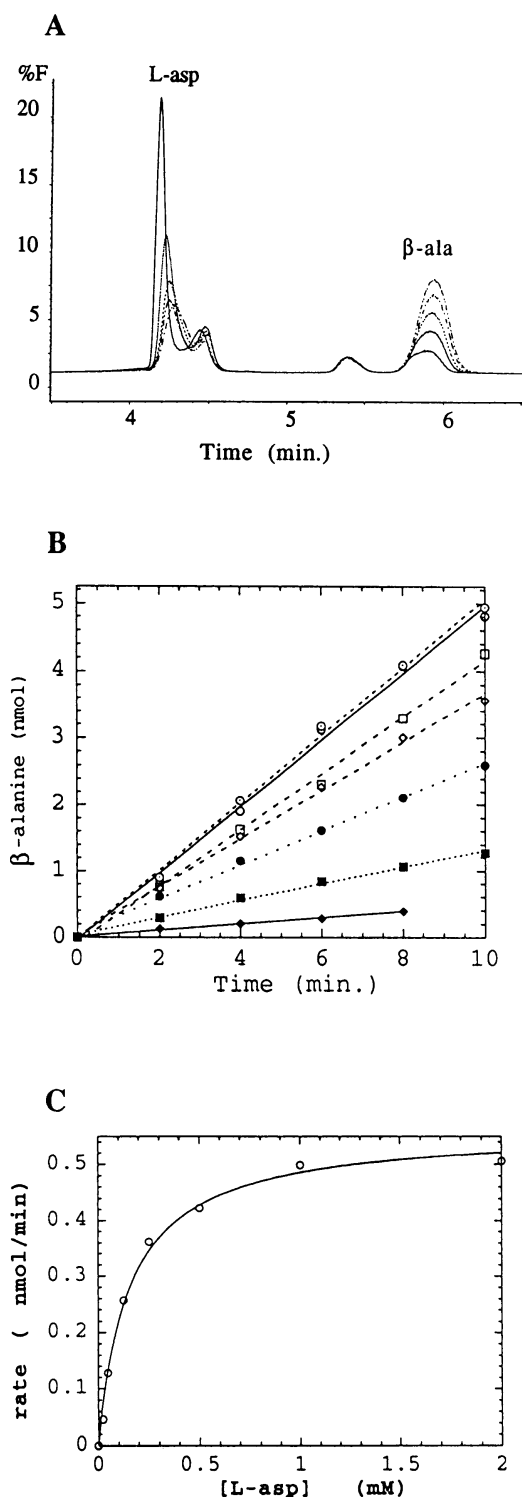 A
%F
L-asp
20
15
10
β-ala
5
0
4 5 6
Time (min.)
B
5
4
3
2
1
0
β-alanine (nmol)
0 2 4 6 8 10
Time (min.)
C
0.5
0.4
0.3
0.2
0.1
0
rate ( nmol/min)
0 0.5 1 1.5 2
[L-asp] (mM)